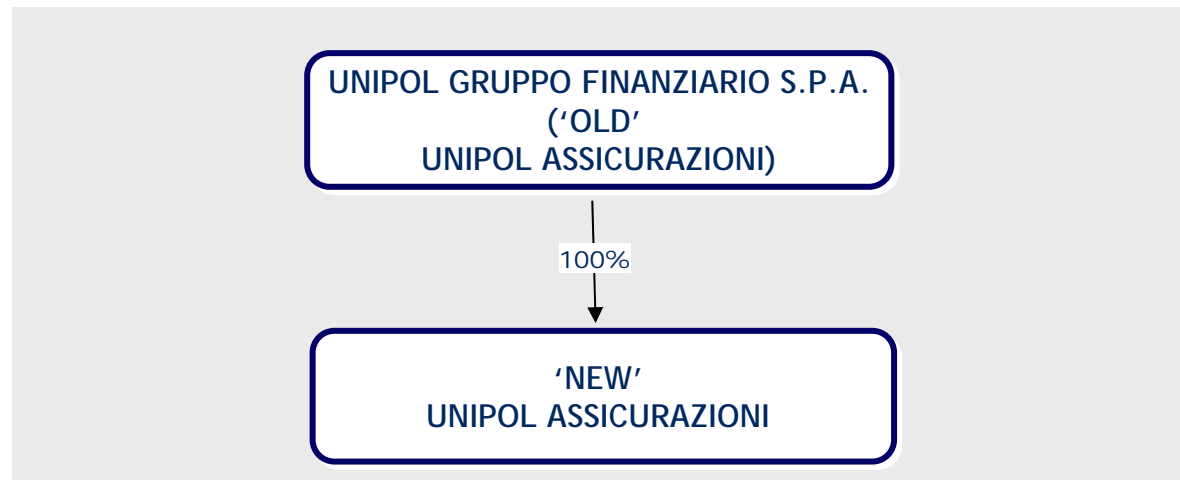 UNIPOL GRUPPO FINANZIARIO S.P.A.
(‘OLD’
UNIPOL ASSICURAZIONI)
100%
‘NEW’
UNIPOL ASSICURAZIONI